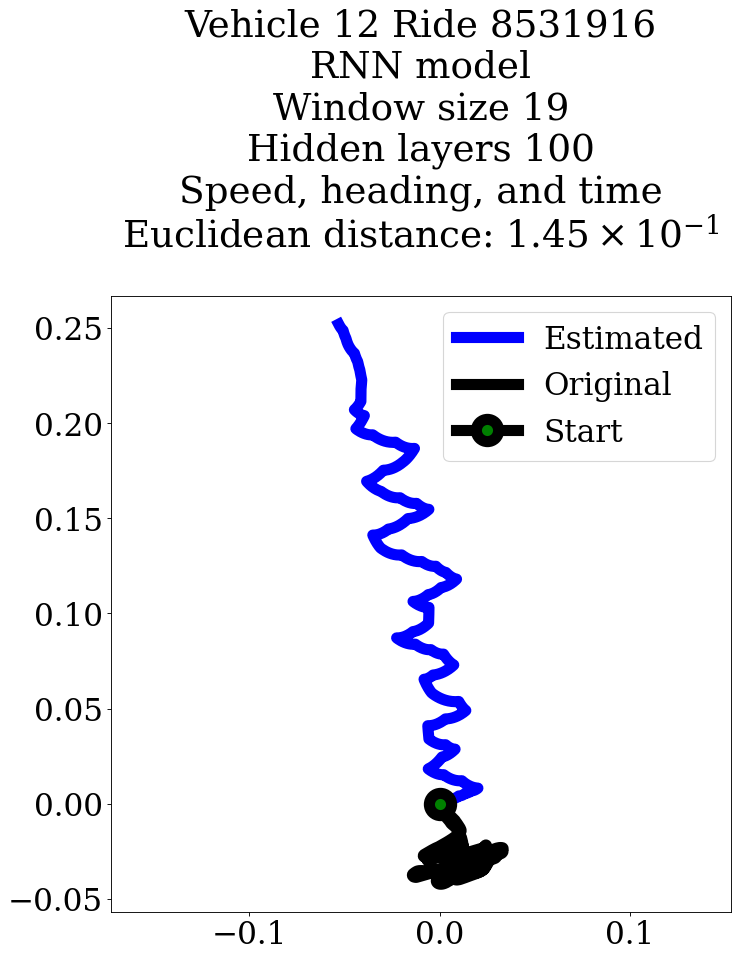 Vehicle 12 Ride 8531916
RNN model
Window size 19
Hidden layers 100
Speed, heading, and time
Euclidean distance: 1.45 × 10⁻¹
Estimated
Original
Start
0.25
0.20
0.15
0.10
0.05
0.00
−0.05
−0.1
0.0
0.1